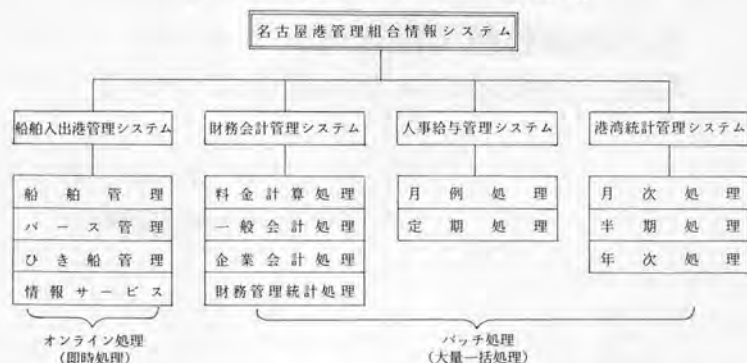 名古屋港管理組合情報システム
船舶入出港管理システム
船舶管理
バース管理
ひき船管理
情報サービス
財務会計管理システム
料金計算処理
一般会計処理
企業会計処理
財務管理統計処理
人事給与管理システム
月例処理
定期処理
港湾統計管理システム
月次処理
半期処理
年次処理
オンライン処理
(即時処理)
バッチ処理
(大量一括処理)